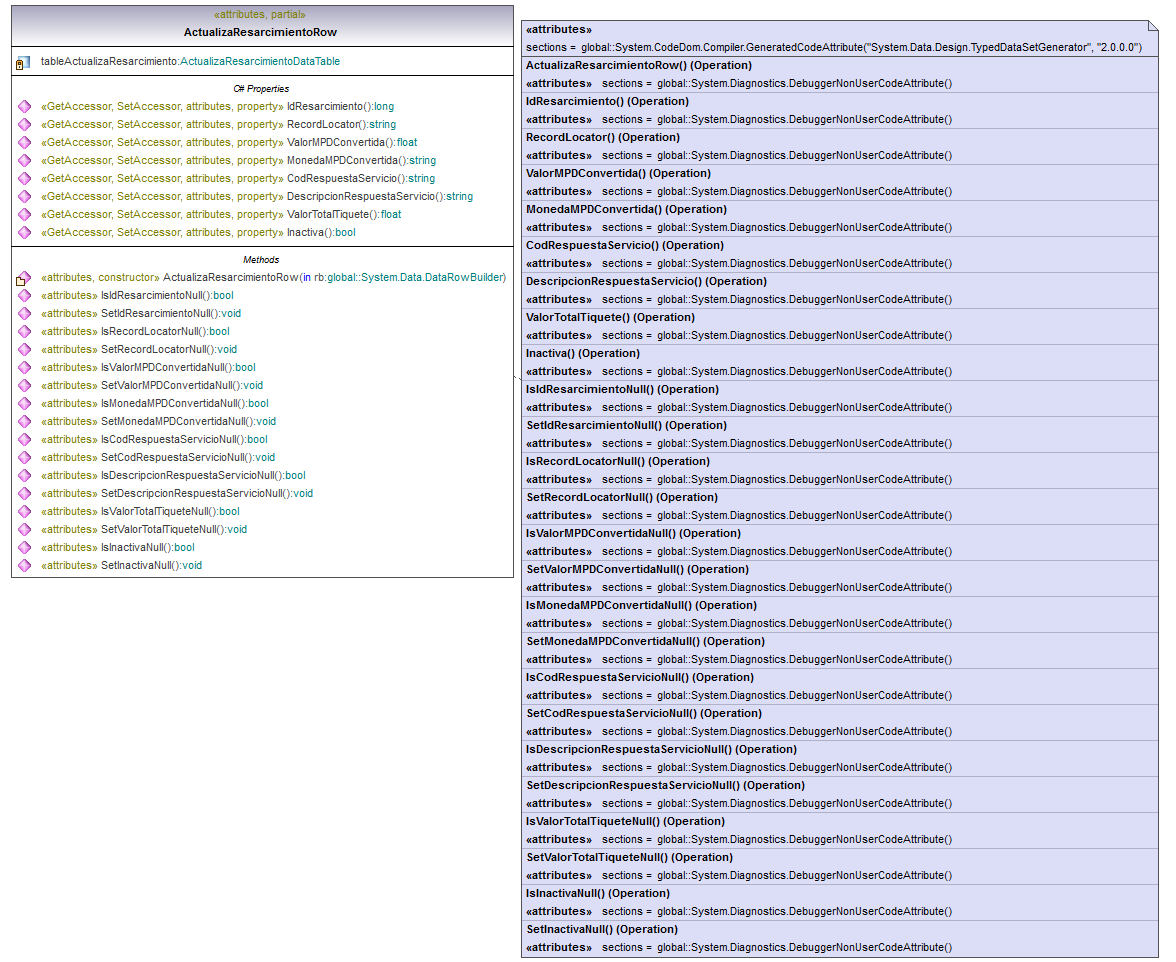 «attributes, partial»
ActualizaResarcimientoRow
tableActualizaResarcimiento:ActualizaResarcimientoDataTable
C# Properties
«GetAccessor, SetAccessor, attributes, property» IdResarcimiento():long
«GetAccessor, SetAccessor, attributes, property» RecordLocator():string
«GetAccessor, SetAccessor, attributes, property» ValorMPDConvertida():float
«GetAccessor, SetAccessor, attributes, property» MonedaMPDConvertida():string
«GetAccessor, SetAccessor, attributes, property» CodRespuestaServicio():string
«GetAccessor, SetAccessor, attributes, property» DescripcionRespuestaServicio():string
«GetAccessor, SetAccessor, attributes, property» ValorTotalTiquete():float
«GetAccessor, SetAccessor, attributes, property» Inactiva():bool
Methods
«attributes, constructor» ActualizaResarcimientoRow(in rb:global::System.Data.DataRowBuilder)
«attributes» IsIdResarcimientoNull():bool
«attributes» SetIdResarcimientoNull():void
«attributes» IsRecordLocatorNull():bool
«attributes» SetRecordLocatorNull():void
«attributes» IsValorMPDConvertidaNull():bool
«attributes» SetValorMPDConvertidaNull():void
«attributes» IsMonedaMPDConvertidaNull():bool
«attributes» SetMonedaMPDConvertidaNull():void
«attributes» IsCodRespuestaServicioNull():bool
«attributes» SetCodRespuestaServicioNull():void
«attributes» IsDescripcionRespuestaServicioNull():bool
«attributes» SetDescripcionRespuestaServicioNull():void
«attributes» IsValorTotalTiqueteNull():bool
«attributes» SetValorTotalTiqueteNull():void
«attributes» IsInactivaNull():bool
«attributes» SetInactivaNull():void
«attributes»
sections = global::System.CodeDom.Compiler.GeneratedCodeAttribute("System.Data.Design.TypedDataSetGenerator", "2.0.0.0")
ActualizaResarcimientoRow() (Operation)
«attributes» sections = global::System.Diagnostics.DebuggerNonUserCodeAttribute()
IdResarcimiento() (Operation)
«attributes» sections = global::System.Diagnostics.DebuggerNonUserCodeAttribute()
RecordLocator() (Operation)
«attributes» sections = global::System.Diagnostics.DebuggerNonUserCodeAttribute()
ValorMPDConvertida() (Operation)
«attributes» sections = global::System.Diagnostics.DebuggerNonUserCodeAttribute()
MonedaMPDConvertida() (Operation)
«attributes» sections = global::System.Diagnostics.DebuggerNonUserCodeAttribute()
CodRespuestaServicio() (Operation)
«attributes» sections = global::System.Diagnostics.DebuggerNonUserCodeAttribute()
DescripcionRespuestaServicio() (Operation)
«attributes» sections = global::System.Diagnostics.DebuggerNonUserCodeAttribute()
ValorTotalTiquete() (Operation)
«attributes» sections = global::System.Diagnostics.DebuggerNonUserCodeAttribute()
Inactiva() (Operation)
«attributes» sections = global::System.Diagnostics.DebuggerNonUserCodeAttribute()
IsIdResarcimientoNull() (Operation)
«attributes» sections = global::System.Diagnostics.DebuggerNonUserCodeAttribute()
SetIdResarcimientoNull() (Operation)
«attributes» sections = global::System.Diagnostics.DebuggerNonUserCodeAttribute()
IsRecordLocatorNull() (Operation)
«attributes» sections = global::System.Diagnostics.DebuggerNonUserCodeAttribute()
SetRecordLocatorNull() (Operation)
«attributes» sections = global::System.Diagnostics.DebuggerNonUserCodeAttribute()
IsValorMPDConvertidaNull() (Operation)
«attributes» sections = global::System.Diagnostics.DebuggerNonUserCodeAttribute()
SetValorMPDConvertidaNull() (Operation)
«attributes» sections = global::System.Diagnostics.DebuggerNonUserCodeAttribute()
IsMonedaMPDConvertidaNull() (Operation)
«attributes» sections = global::System.Diagnostics.DebuggerNonUserCodeAttribute()
SetMonedaMPDConvertidaNull() (Operation)
«attributes» sections = global::System.Diagnostics.DebuggerNonUserCodeAttribute()
IsCodRespuestaServicioNull() (Operation)
«attributes» sections = global::System.Diagnostics.DebuggerNonUserCodeAttribute()
SetCodRespuestaServicioNull() (Operation)
«attributes» sections = global::System.Diagnostics.DebuggerNonUserCodeAttribute()
IsDescripcionRespuestaServicioNull() (Operation)
«attributes» sections = global::System.Diagnostics.DebuggerNonUserCodeAttribute()
SetDescripcionRespuestaServicioNull() (Operation)
«attributes» sections = global::System.Diagnostics.DebuggerNonUserCodeAttribute()
IsValorTotalTiqueteNull() (Operation)
«attributes» sections = global::System.Diagnostics.DebuggerNonUserCodeAttribute()
SetValorTotalTiqueteNull() (Operation)
«attributes» sections = global::System.Diagnostics.DebuggerNonUserCodeAttribute()
IsInactivaNull() (Operation)
«attributes» sections = global::System.Diagnostics.DebuggerNonUserCodeAttribute()
SetInactivaNull() (Operation)
«attributes» sections = global::System.Diagnostics.DebuggerNonUserCodeAttribute()